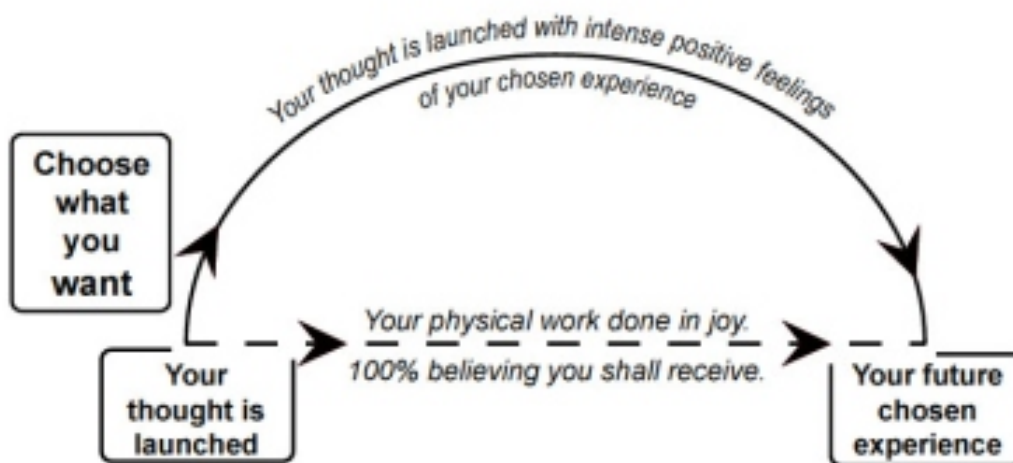 Your thought is launched with intense positive feelings
of your chosen experience
Choose
what
you
want
Your physical work done in joy.
100% believing you shall receive.
Your
thought is
launched
Your future
chosen
experience